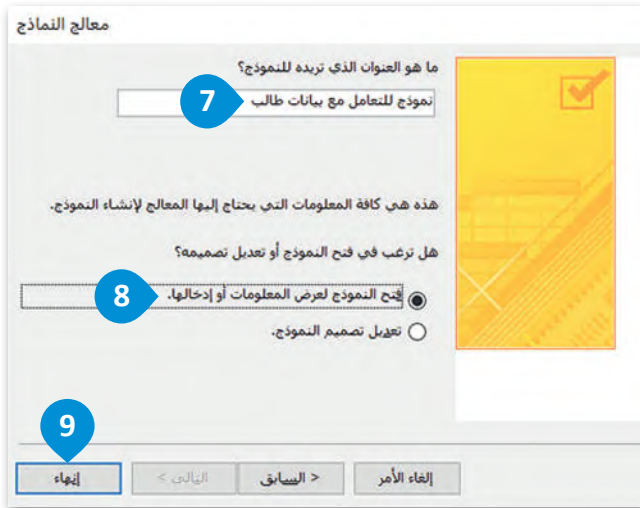 معالج النماذج
ما هو العنوان الذي تريده للنموذج؟
7
نموذج للتعامل مع بيانات طالب
هذه هي كافة المعلومات التي يحتاج إليها المعالج لإنشاء النموذج.
هل ترغب في فتح النموذج أو تعديل تصميمه؟
8
فتح النموذج لعرض المعلومات أو إدخالها.
تعديل تصميم النموذج.
9
إلغاء الأمر
< السابق
التالي >
إنهاء